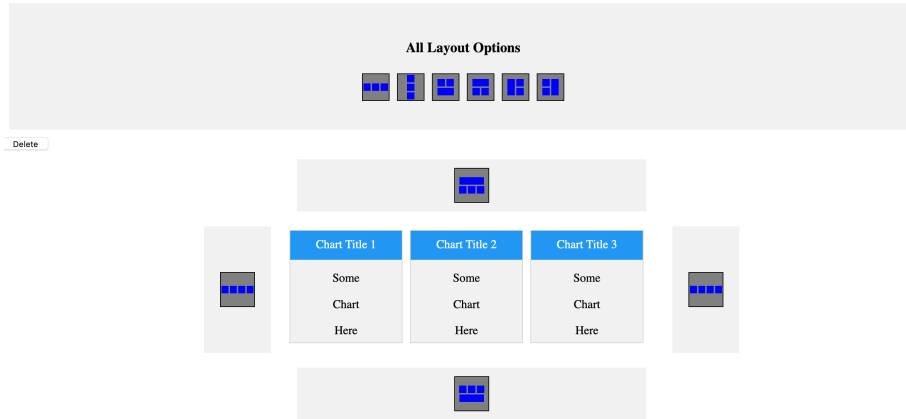 All Layout Options
Delete
Chart Title 1
Chart Title 2
Chart Title 3
Some
Some
Some
Chart
Chart
Chart
Here
Here
Here